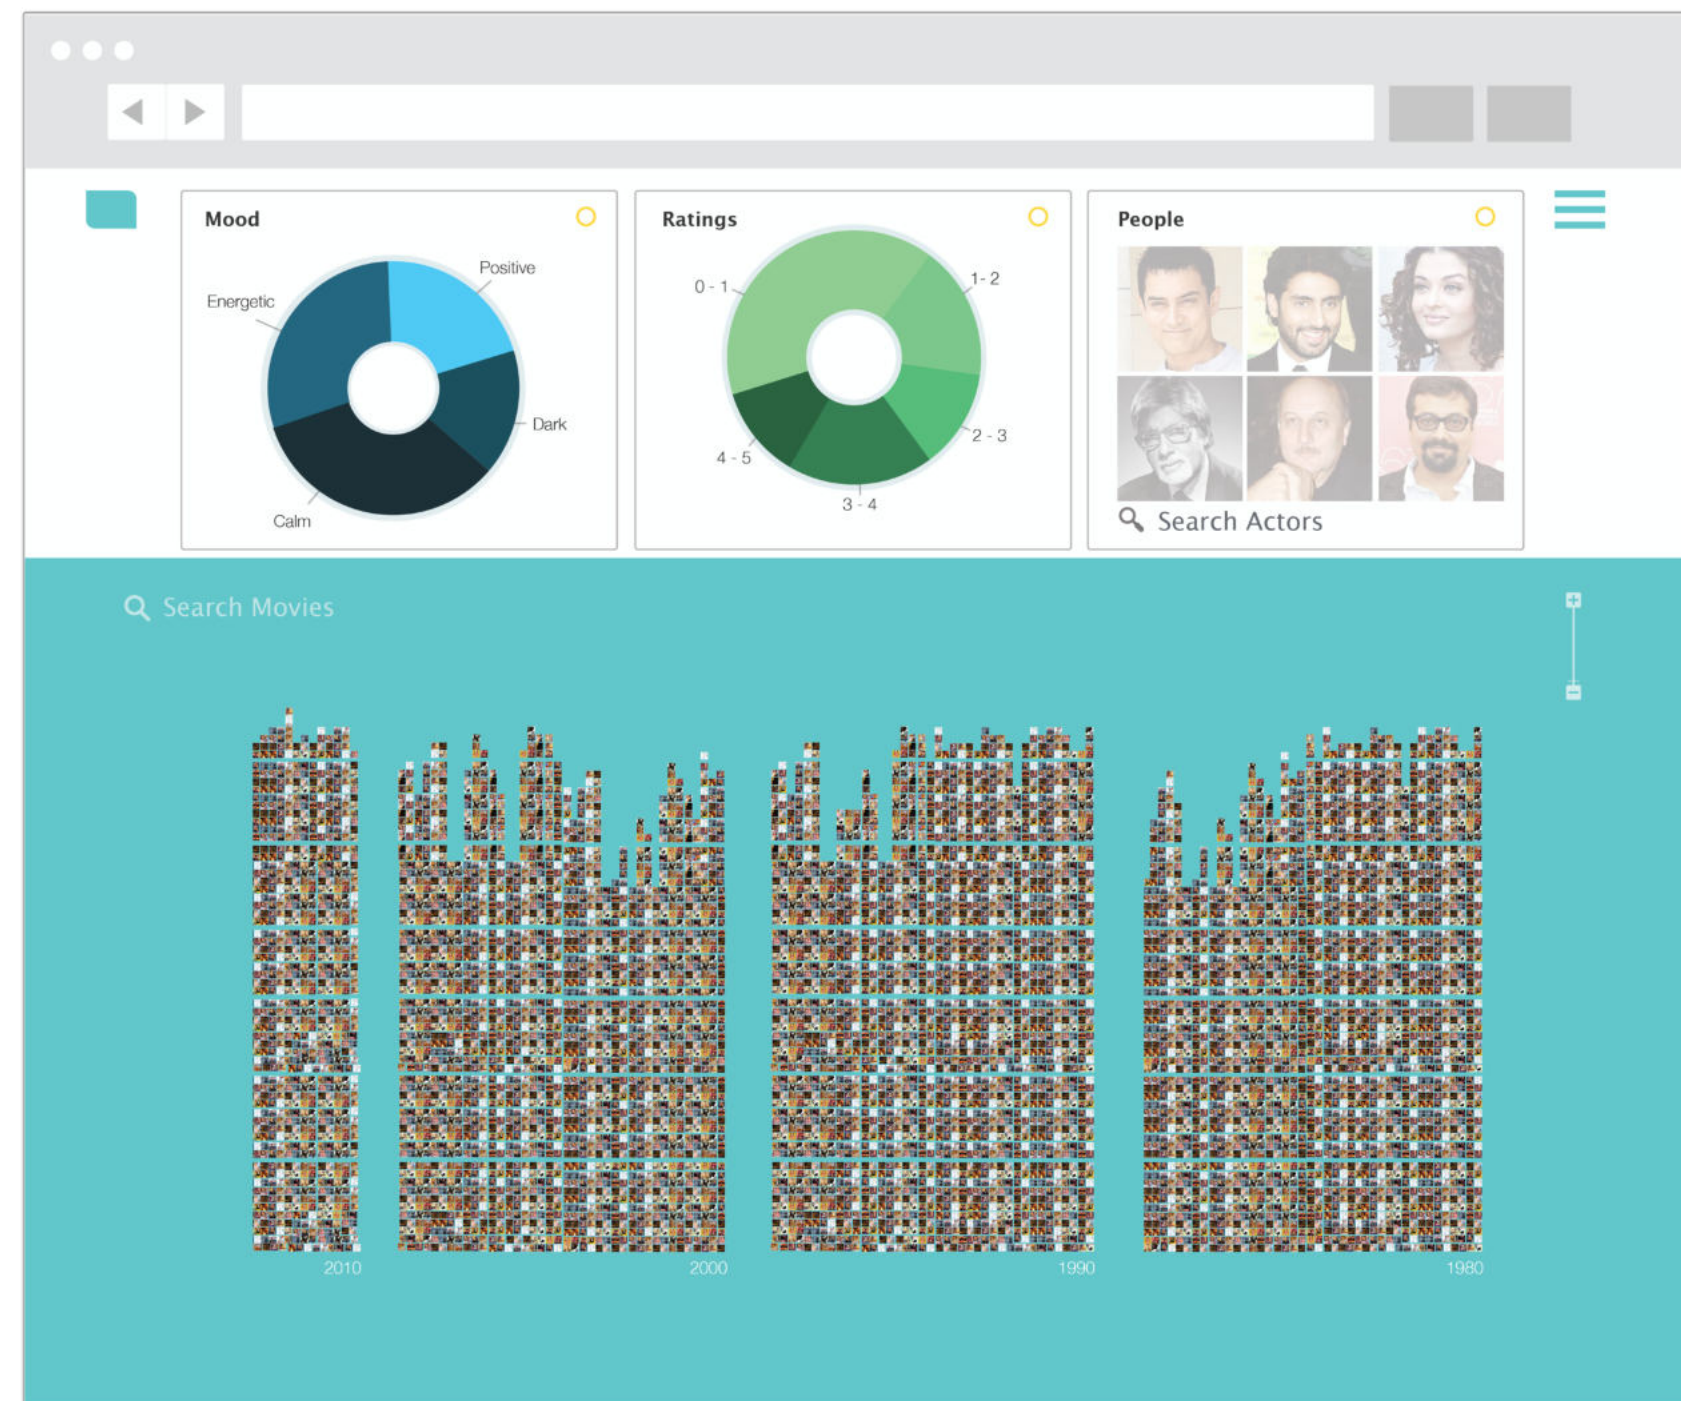 Mood
Positive
Energetic
Dark
Calm
Ratings
0 - 1
1 - 2
2 - 3
4 - 5
3 - 4
People
Search Actors
Search Movies
2010
2000
1990
1980